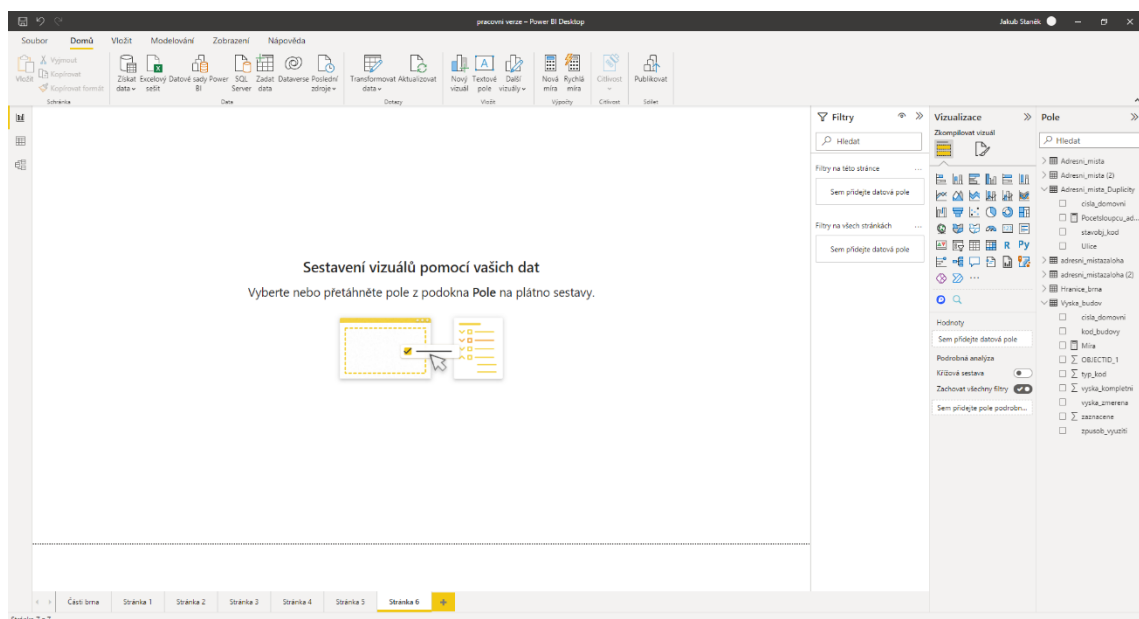 pracovni verze – Power BI Desktop
Jakub Staněk
Soubor Domů Vložit Modelování Zobrazení Nápověda
Vložit
Vyjmout
Kopírovat
Kopírovat formát
Schránka
Získat data
Excelový sešit
Datové sady Power BI
SQL Server
Zadat data
Dataverse
Poslední zdroje
Data
Transformovat data
Aktualizovat
Dotazy
Nový vizuál
Textové pole
Další vizuály
Vložit
Nová míra
Rychlá míra
Výpočty
Citlivost
Citlivost
Publikovat
Sdílet
Sestavení vizuálů pomocí vašich dat
Vyberte nebo přetáhněte pole z podokna Pole na plátno sestavy.
Filtry
Hledat
Filtry na této stránce
Sem přidejte datová pole
Filtry na všech stránkách
Sem přidejte datová pole
Vizualizace
Zkompilovat vizuál
R Py
Hodnoty
Sem přidejte datová pole
Podrobná analýza
Křížová sestava
Zachovat všechny filtry
Sem přidejte pole podrobn...
Pole
Hledat
Adresni_mista
Adresni_mista (2)
Adresni_mista_Duplicity
cisla_domovni
Pocetsloupcu_ad...
stavobj_kod
Ulice
adresni_mistazaloha
adresni_mistazaloha (2)
Hranice_brna
Vyska_budov
cisla_domovni
kod_budovy
Míra
OBJECTID_1
typ_kod
vyska_kompletni
vyska_zmerena
zaznacene
zpusob_využití
Části brna Stránka 1 Stránka 2 Stránka 3 Stránka 4 Stránka 5 Stránka 6